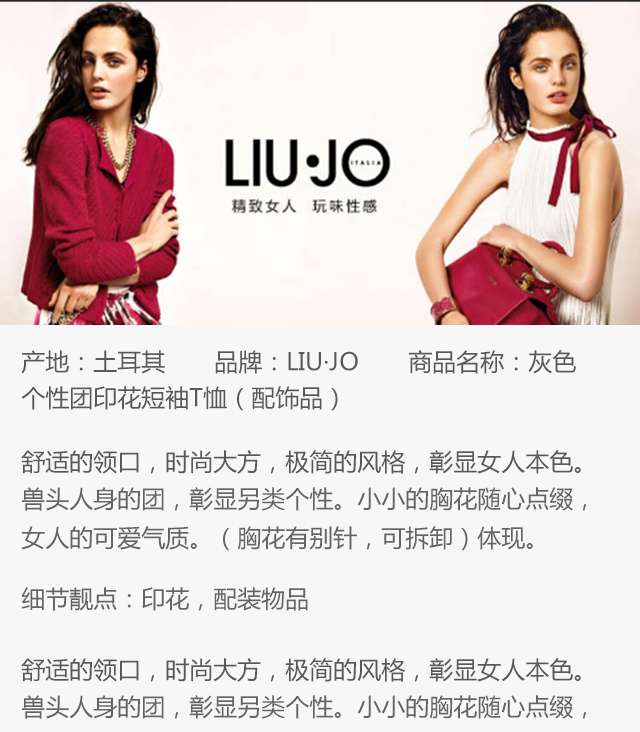 LIU·JO
ITALIA
精致女人 玩味性感
产地：土耳其 品牌：LIU·JO 商品名称：灰色
个性团印花短袖T恤（配饰品）
舒适的领口，时尚大方，极简的风格，彰显女人本色。
兽头人身的团，彰显另类个性。小小的胸花随心点缀，
女人的可爱气质。（胸花有别针，可拆卸）体现。
细节靓点：印花，配装物品
舒适的领口，时尚大方，极简的风格，彰显女人本色。
兽头人身的团，彰显另类个性。小小的胸花随心点缀，